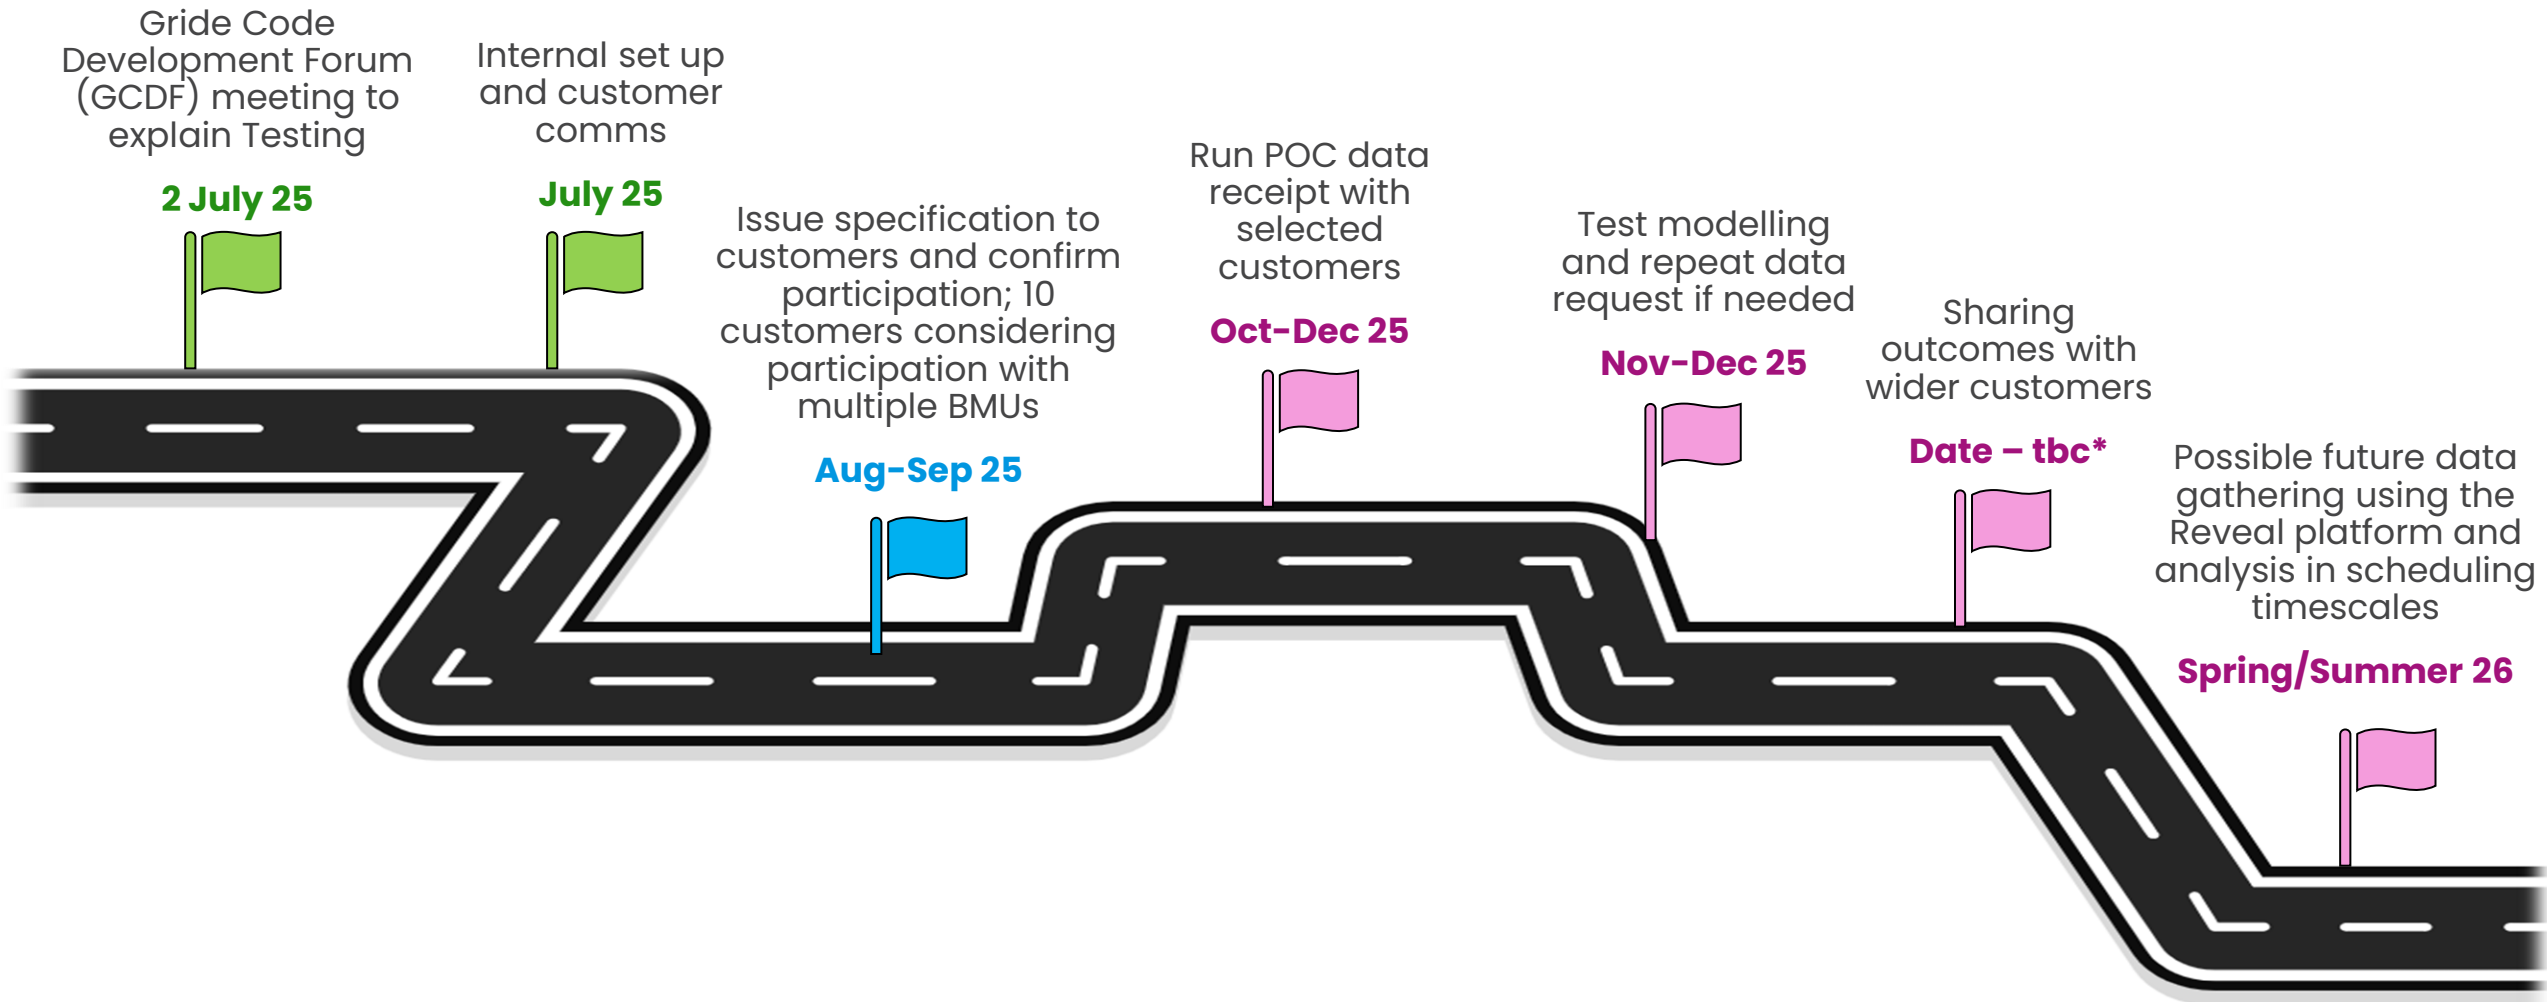 Gride Code
Development Forum
(GCDF) meeting to
explain Testing
2 July 25
Internal set up
and customer
comms
July 25
Issue specification to
customers and confirm
participation; 10
customers considering
participation with
multiple BMUs
Aug-Sep 25
Run POC data
receipt with
selected
customers
Oct-Dec 25
Test modelling
and repeat data
request if needed
Nov-Dec 25
Sharing
outcomes with
wider customers
Date – tbc*
Possible future data
gathering using the
Reveal platform and
analysis in scheduling
timescales
Spring/Summer 26